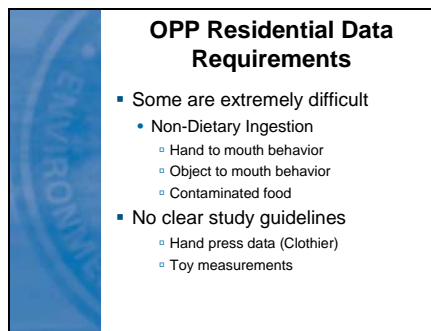 OPP Residential Data
Requirements
▪ Some are extremely difficult
• Non-Dietary Ingestion
▫ Hand to mouth behavior
▫ Object to mouth behavior
▫ Contaminated food
▪ No clear study guidelines
▫ Hand press data (Clothier)
▫ Toy measurements